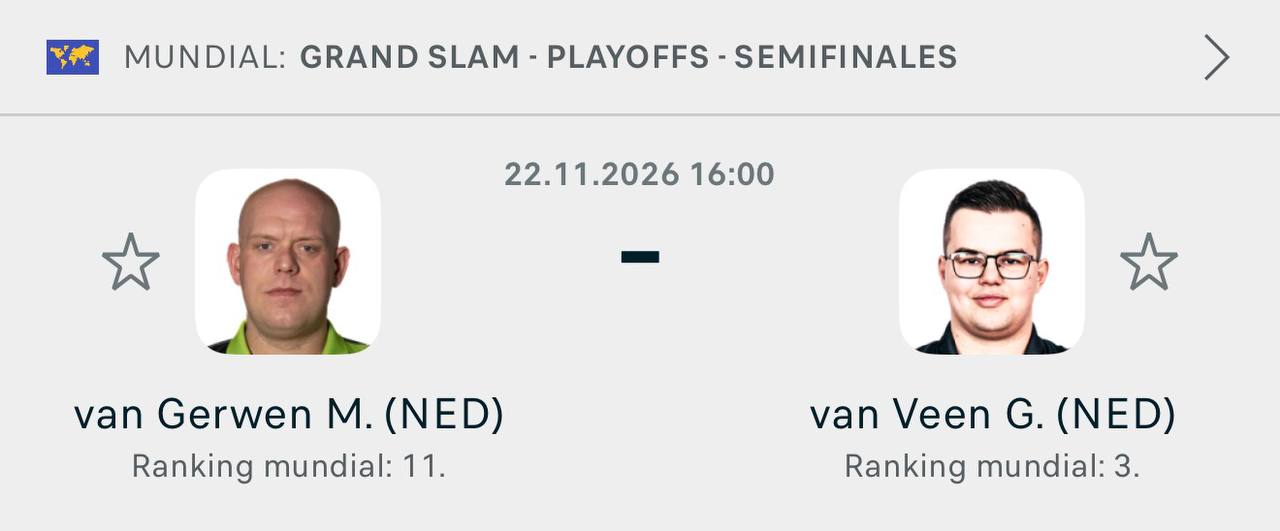 MUNDIAL: GRAND SLAM - PLAYOFFS - SEMIFINALES
22.11.2026 16:00
-
van Gerwen M. (NED)
Ranking mundial: 11.
van Veen G. (NED)
Ranking mundial: 3.